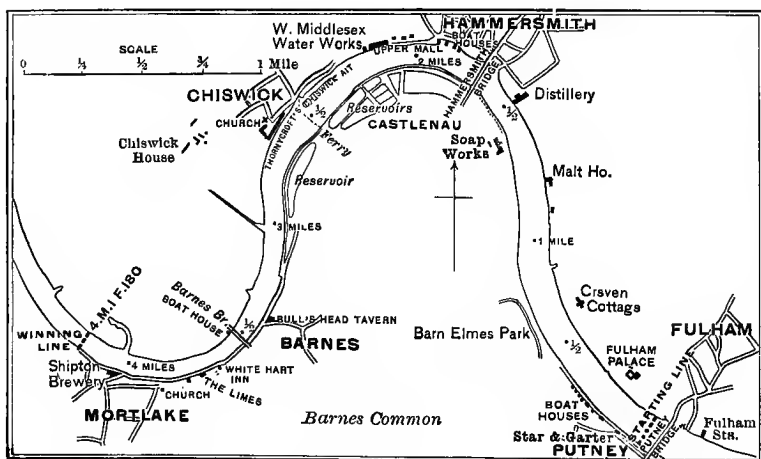 SCALE
0 ¼ ½ ¾ 1 Mile
W. Middlesex
Water Works
UPPER MALL
HAMMERSMITH
BOAT
HOUSES
2 MILES
HAMMERSMITH
BRIDGE
Distillery
½
CHISWICK
CHURCH
THORNYCROFT'S
CHISWICK AIT
½
Reservoirs
CASTLENAU
Ferry
Chiswick
House
Soap
Works
Malt Ho.
Reservoir
3 MILES
1 MILE
Craven
Cottage
Barnes Br.
BOAT HOUSE
½
BULL'S HEAD TAVERN
BARNES
4.M.1 F.180
WINNING
LINE
Shipton
Brewery
4 MILES
WHITE HART
INN
THE LIMES
CHURCH
MORTLAKE
Barnes Common
Barn Elmes Park
½
FULHAM
FULHAM
PALACE
BOAT
HOUSES
STARTING LINE
Star & Garter
PUTNEY
PUTNEY
BRIDGE
Fulham
Sta.